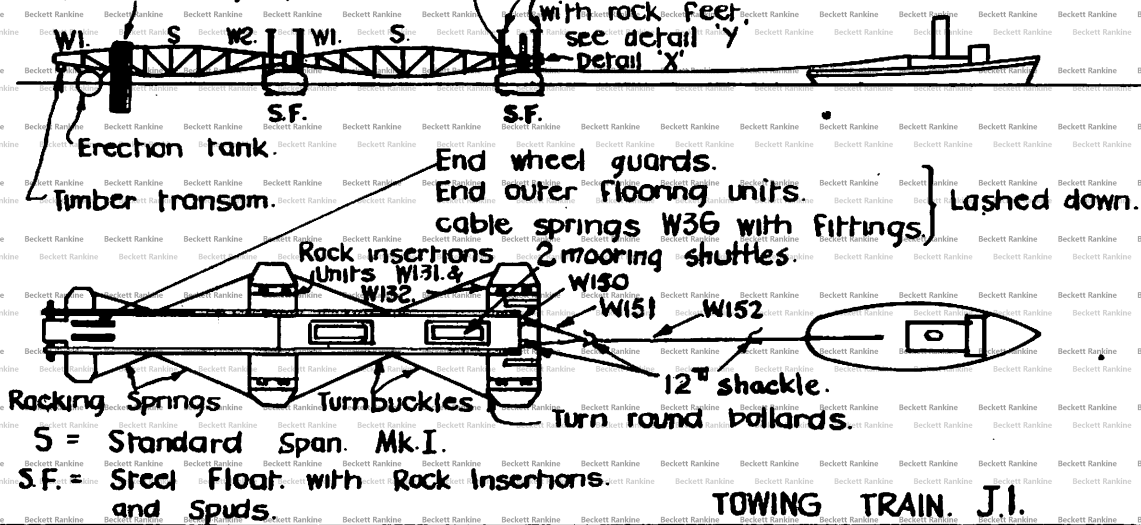 with rock feet,
see detail 'Y'
Detail 'X'
W1. S W2. W1. S.
S.F. S.F.
Erection tank.
Timber transom.
End wheel guards.
End outer flooring units.
cable springs W36 with fittings.
Lashed down.
Rock insertions
Units W131.&
W132.
2 mooring shuttles.
W150
W151
W152
12ᵀ shackle.
Racking Springs
Turnbuckles
Turn round bollards.
S = Standard Span. Mk.I.
S.F. = Steel Float. with Rock Insertions.
and Spuds.
TOWING TRAIN. J.1.
Beckett Rankine